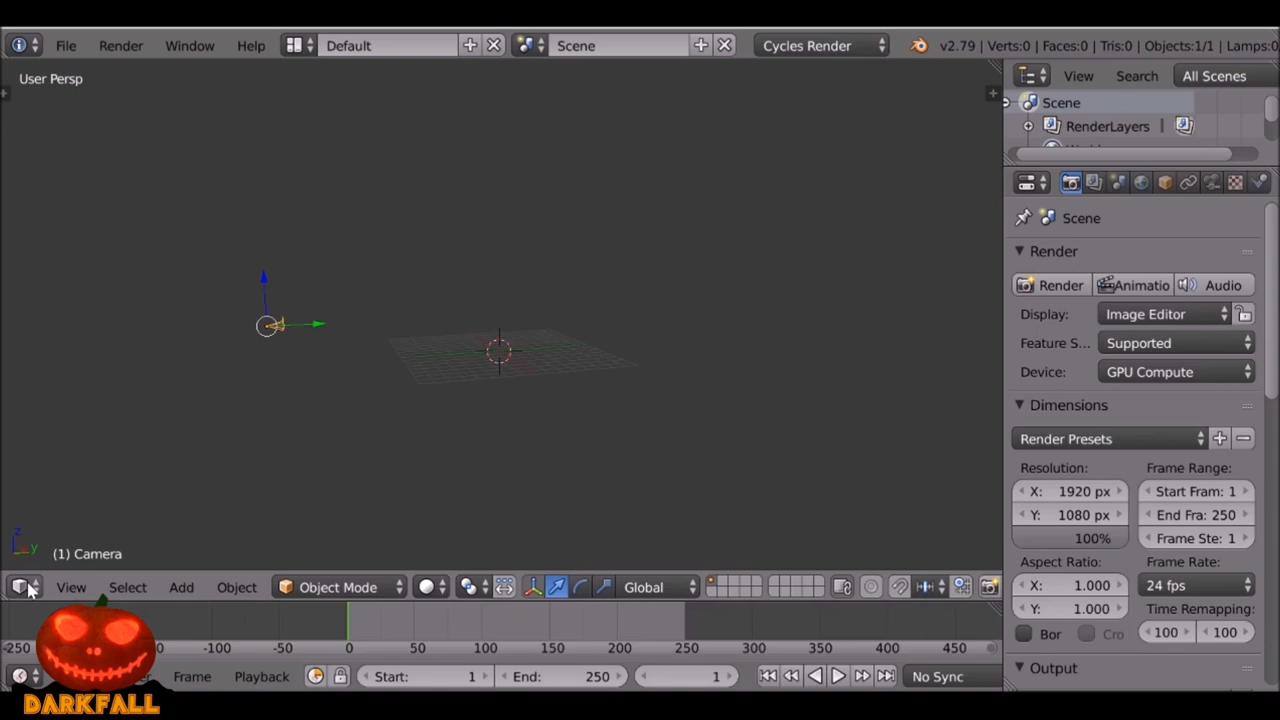 File Render Window Help Default Scene Cycles Render v2.79 | Verts:0 | Faces:0 | Tris:0 | Objects:1/1 | Lamps:0
User Persp
View Search All Scenes
Scene
RenderLayers |
Scene
Render
Render Animatio Audio
Display: Image Editor
Feature S... Supported
Device: GPU Compute
Dimensions
Render Presets
Resolution: Frame Range:
X: 1920 px Start Fram: 1
Y: 1080 px End Fra: 250
100% Frame Ste: 1
Aspect Ratio: Frame Rate:
X: 1.000 24 fps
Y: 1.000 Time Remapping:
Bor Cro 100 100
Output
z
y
(1) Camera
View Select Add Object Object Mode Global
-250 -100 -50 0 50 100 150 200 250 300 350 400 450
Frame Playback Start: 1 End: 250 1 No Sync
DARKFALL